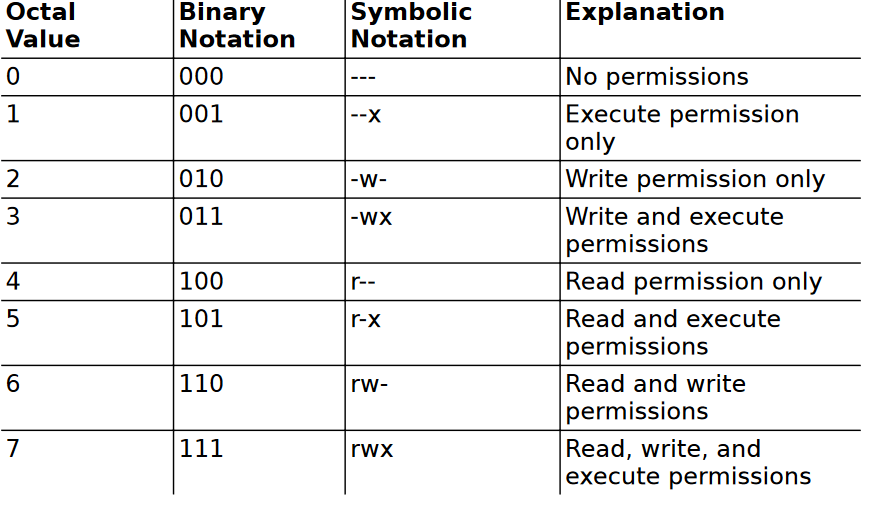 Octal Value Binary Notation Symbolic Notation Explanation
0 000 --- No permissions
1 001 --x Execute permission only
2 010 -w- Write permission only
3 011 -wx Write and execute permissions
4 100 r-- Read permission only
5 101 r-x Read and execute permissions
6 110 rw- Read and write permissions
7 111 rwx Read, write, and execute permissions